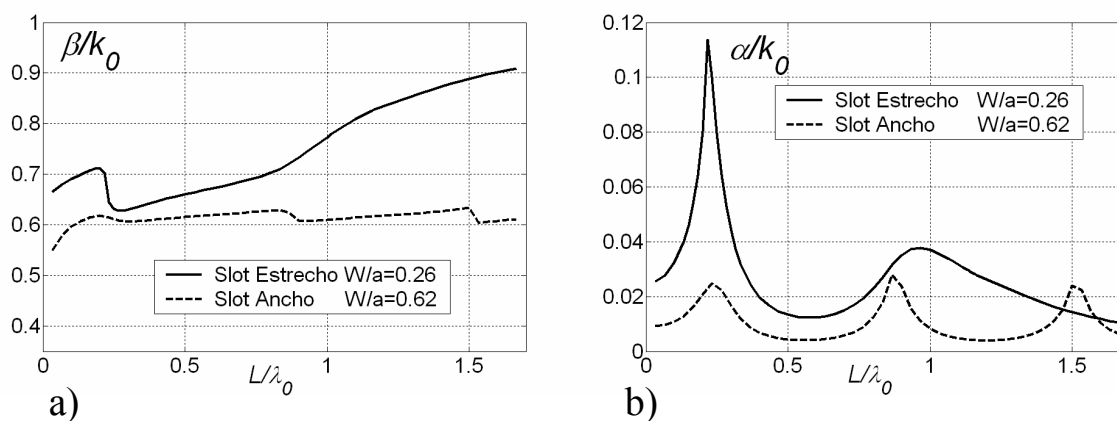 β/k0
1
0.9
0.8
0.7
0.6
0.5
0.4
0
0.5
1
1.5
L/λ0
Slot Estrecho W/a=0.26
Slot Ancho W/a=0.62
a)
α/k0
0.12
0.1
0.08
0.06
0.04
0.02
0
0
0.5
1
1.5
L/λ0
Slot Estrecho W/a=0.26
Slot Ancho W/a=0.62
b)